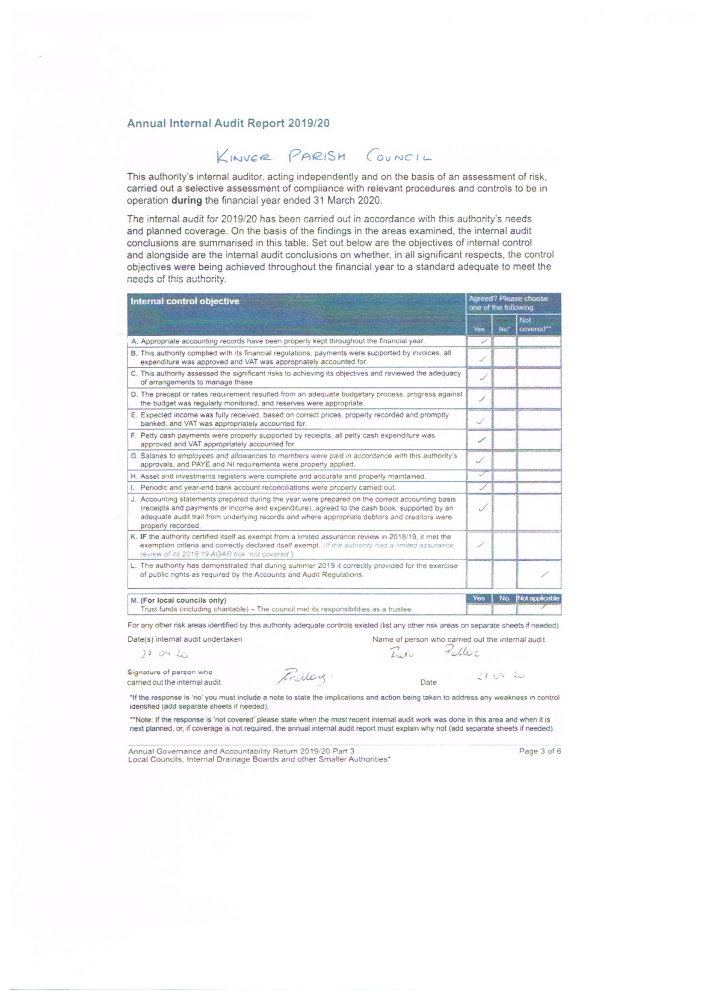 Annual Internal Audit Report 2019/20
KINVER PARISH COUNCIL
This authority's internal auditor, acting independently and on the basis of an assessment of risk,
carried out a selective assessment of compliance with relevant procedures and controls to be in
operation during the financial year ended 31 March 2020.
The internal audit for 2019/20 has been carried out in accordance with this authority's needs
and planned coverage. On the basis of the findings in the areas examined, the internal audit
conclusions are summarised in this table. Set out below are the objectives of internal control
and alongside are the internal audit conclusions on whether, in all significant respects, the control
objectives were being achieved throughout the financial year to a standard adequate to meet the
needs of this authority.
Internal control objective
Agreed? Please choose
one of the following
Yes No* Not covered**
A. Appropriate accounting records have been properly kept throughout the financial year. ✓
B. This authority complied with its financial regulations, payments were supported by invoices, all
expenditure was approved and VAT was appropriately accounted for. ✓
C. This authority assessed the significant risks to achieving its objectives and reviewed the adequacy
of arrangements to manage these. ✓
D. The precept or rates requirement resulted from an adequate budgetary process; progress against
the budget was regularly monitored; and reserves were appropriate. ✓
E. Expected income was fully received, based on correct prices, properly recorded and promptly
banked; and VAT was appropriately accounted for. ✓
F. Petty cash payments were properly supported by receipts, all petty cash expenditure was
approved and VAT appropriately accounted for. ✓
G. Salaries to employees and allowances to members were paid in accordance with this authority's
approvals, and PAYE and NI requirements were properly applied. ✓
H. Asset and investments registers were complete and accurate and properly maintained. ✓
I. Periodic and year-end bank account reconciliations were properly carried out. ✓
J. Accounting statements prepared during the year were prepared on the correct accounting basis
(receipts and payments or income and expenditure), agreed to the cash book, supported by an
adequate audit trail from underlying records and where appropriate debtors and creditors were
properly recorded. ✓
K. IF the authority certified itself as exempt from a limited assurance review in 2018/19, it met the
exemption criteria and correctly declared itself exempt. (If the authority had a limited assurance
review of its 2018/19 AGAR tick "not covered") ✓
L. The authority has demonstrated that during summer 2019 it correctly provided for the exercise
of public rights as required by the Accounts and Audit Regulations. ✓
M. (For local councils only) Yes No Not applicable
Trust funds (including charitable) – The council met its responsibilities as a trustee. ✓
For any other risk areas identified by this authority adequate controls existed (list any other risk areas on separate sheets if needed).
Date(s) internal audit undertaken
Name of person who carried out the internal audit
27 04 20
Signature of person who
carried out the internal audit
Date
27 04 20
*If the response is 'no' you must include a note to state the implications and action being taken to address any weakness in control
identified (add separate sheets if needed).
**Note: If the response is 'not covered' please state when the most recent internal audit work was done in this area and when it is
next planned, or, if coverage is not required, the annual internal audit report must explain why not (add separate sheets if needed).
Annual Governance and Accountability Return 2019/20 Part 3
Page 3 of 6
Local Councils, Internal Drainage Boards and other Smaller Authorities*